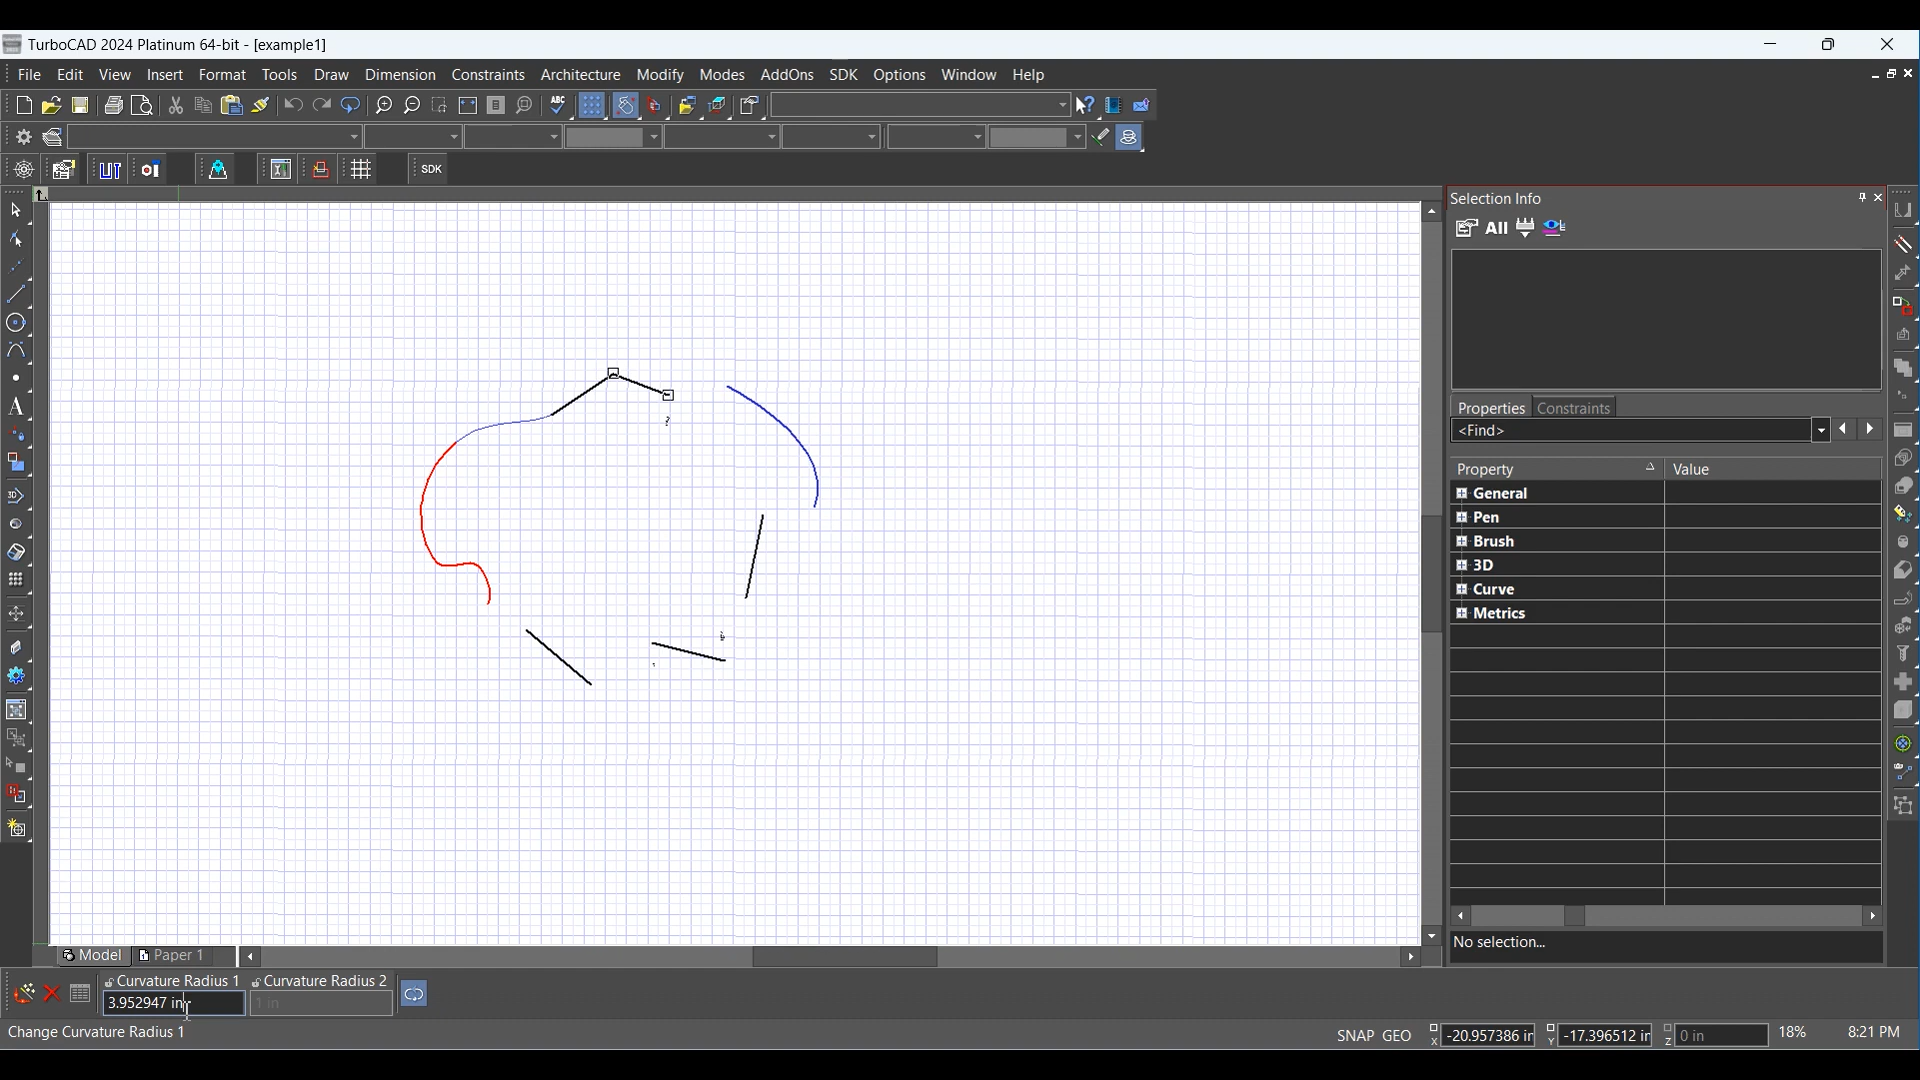 TurboCAD 2024 Platinum 64-bit - [example1]
File Edit View Insert Format Tools Draw Dimension Constraints Architecture Modify Modes AddOns SDK Options Window Help
SDK
Selection Info
All
Properties Constraints
<Find>
Property Value
General
Pen
Brush
3D
Curve
Metrics
No selection...
Model Paper 1
Curvature Radius 1 Curvature Radius 2
3.952947 in 1 in
Change Curvature Radius 1
SNAP GEO X -20.957386 in Y -17.396512 in Z 0 in 18% 8:21 PM